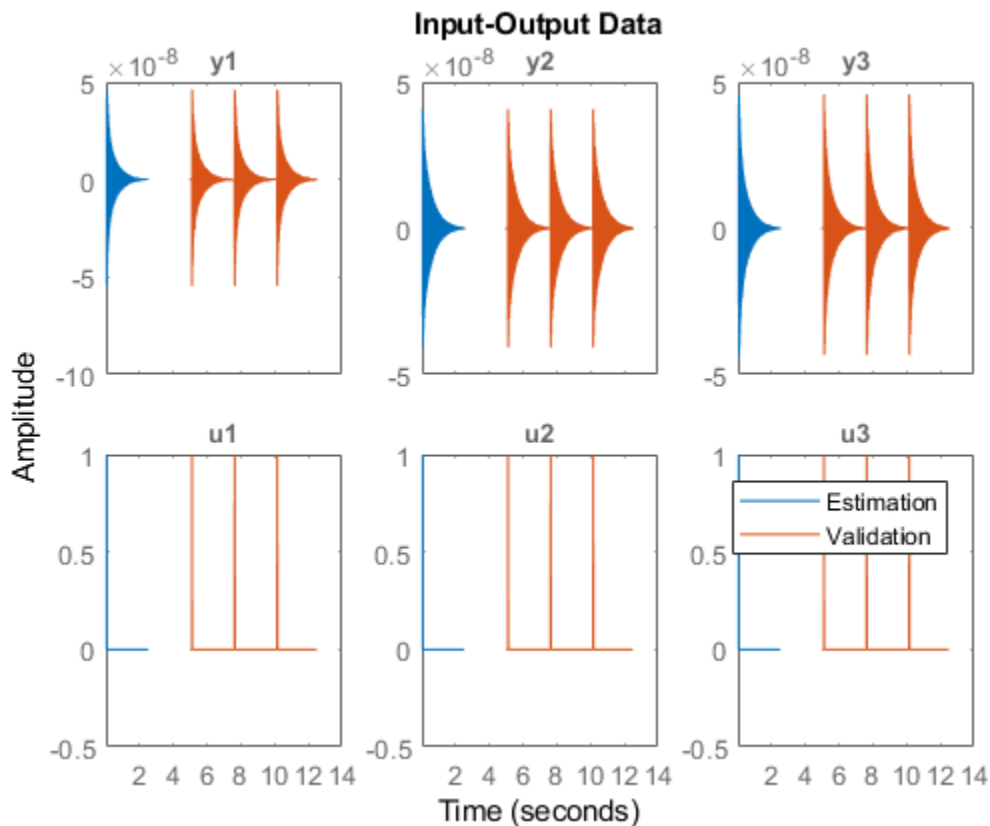 Input-Output Data
×10⁻⁸ y1
×10⁻⁸ y2
×10⁻⁸ y3
5
0
-5
-10
5
0
-5
5
0
-5
Amplitude
u1
u2
u3
1
0.5
0
-0.5
1
0.5
0
-0.5
1
0.5
0
-0.5
Estimation
Validation
2 4 6 8 10 12 14
2 4 6 8 10 12 14
2 4 6 8 10 12 14
Time (seconds)